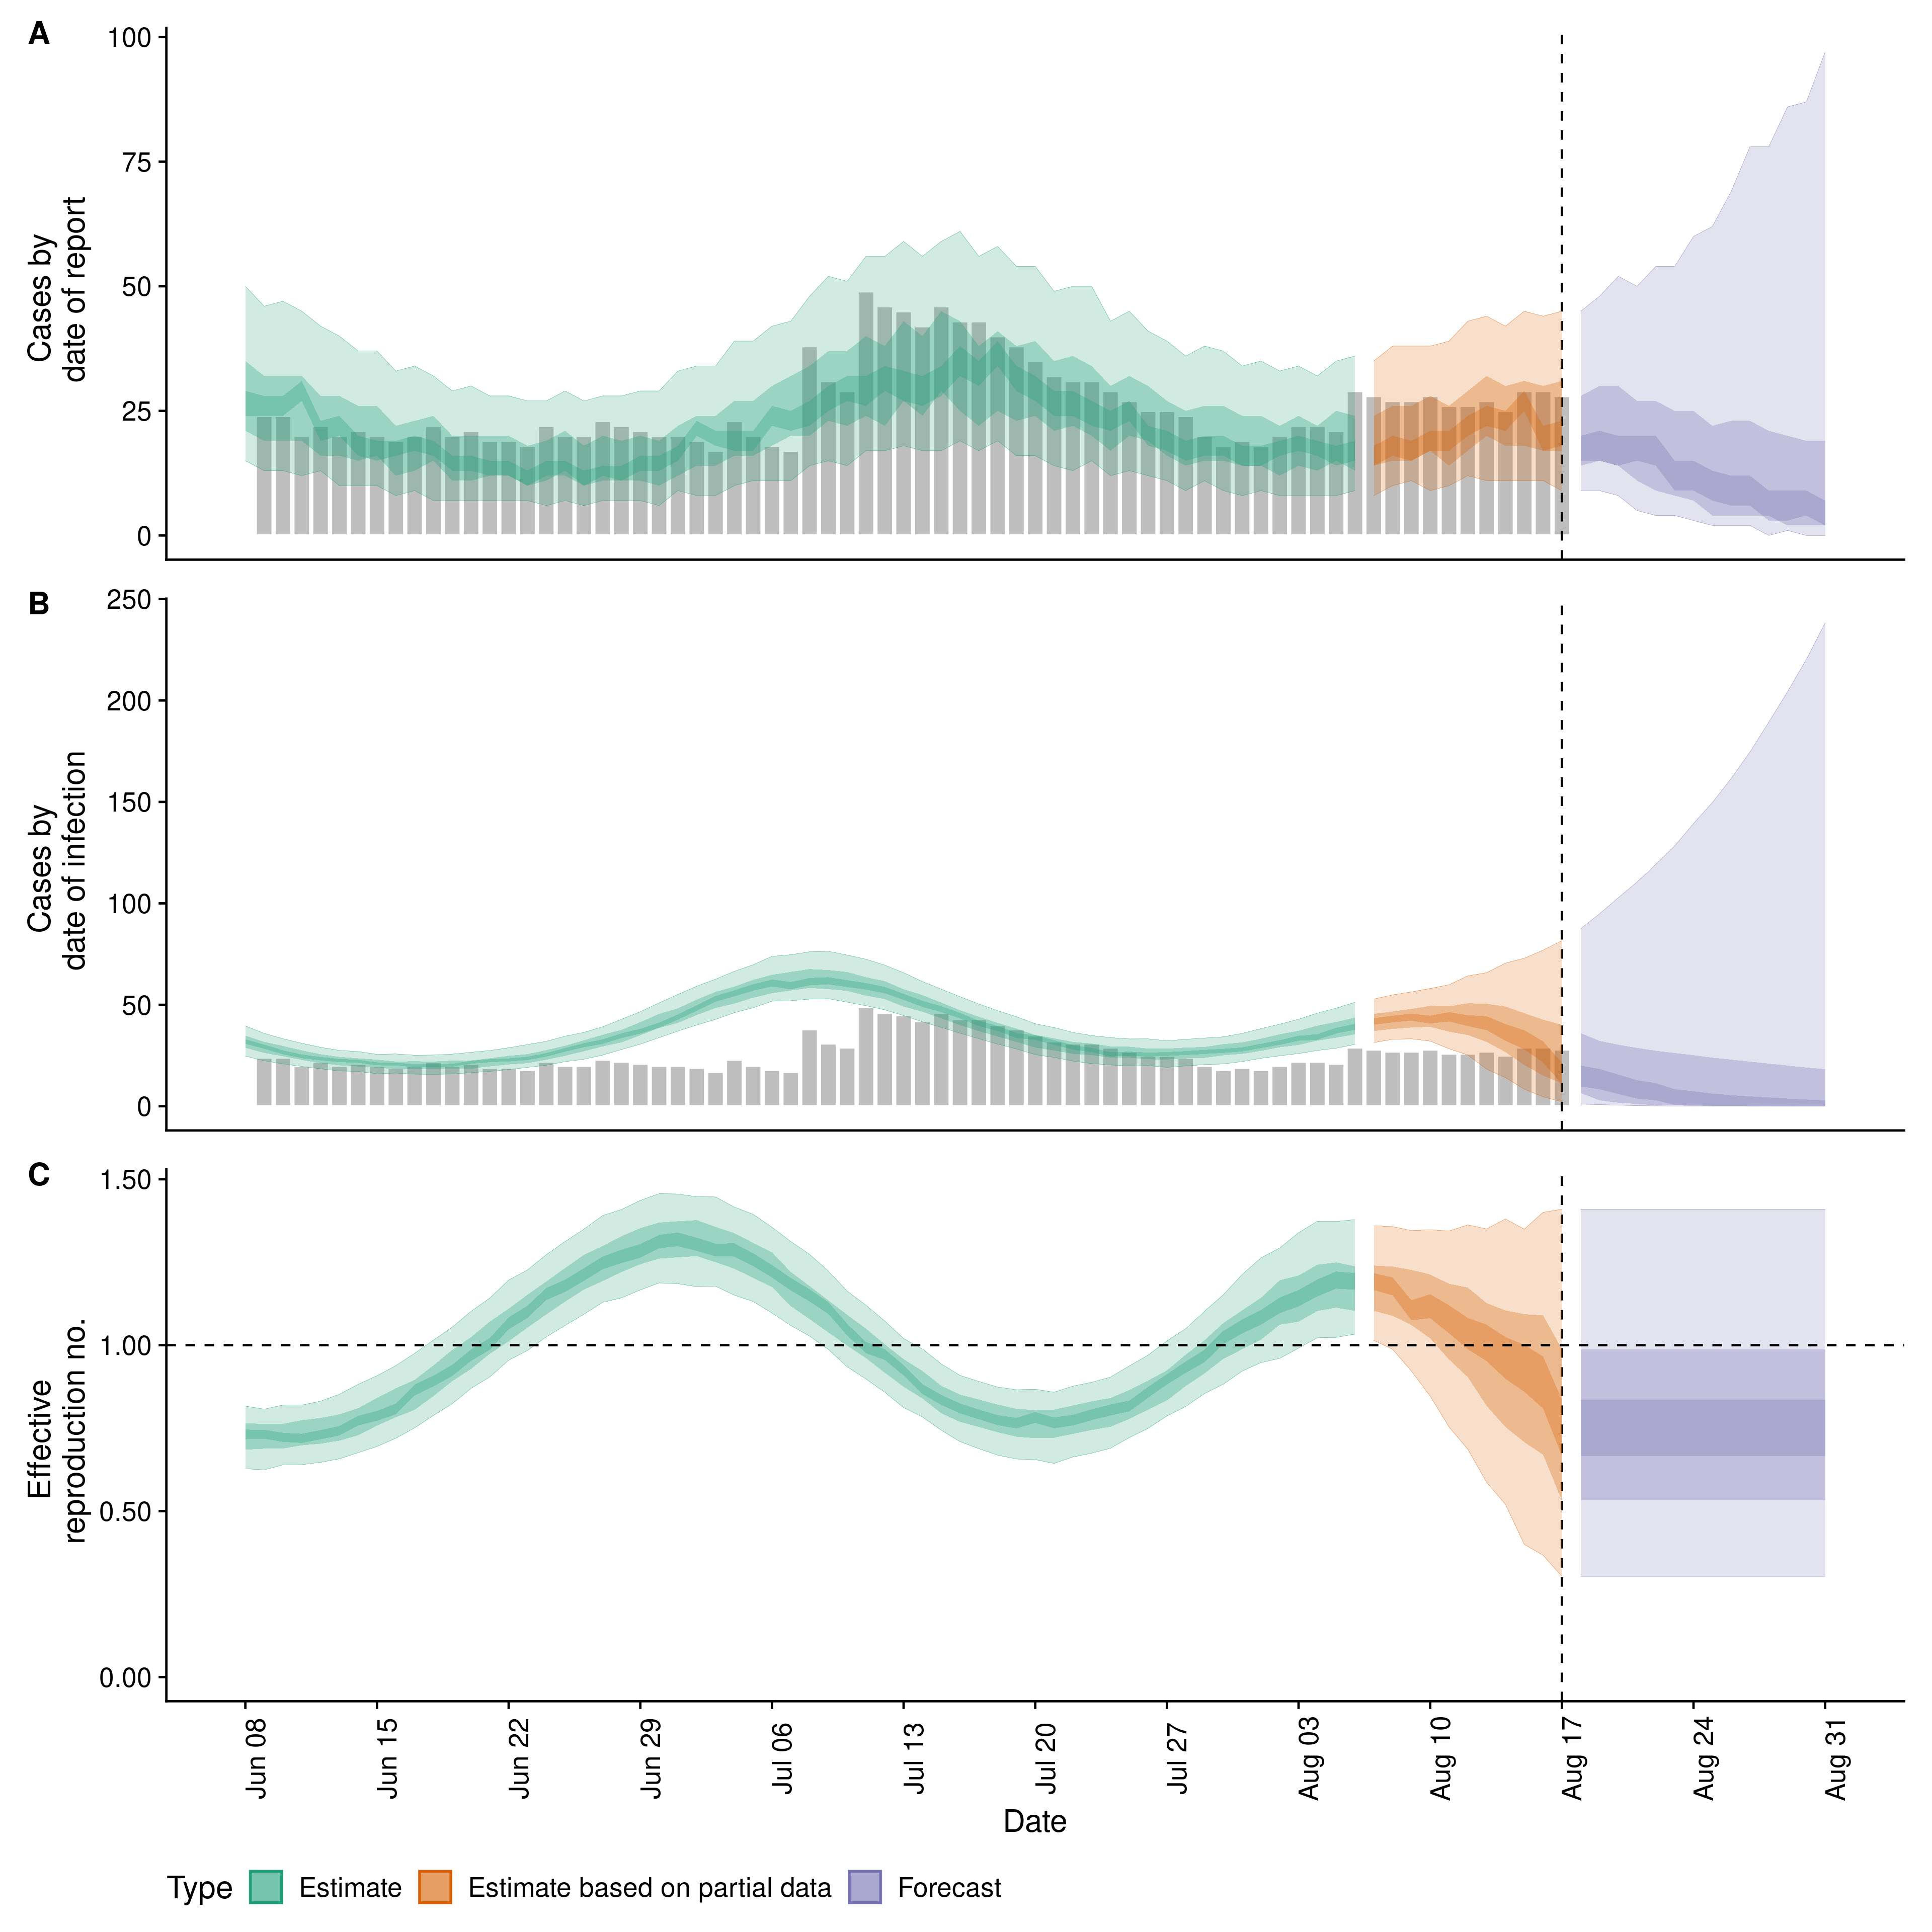 A
100
75
50
25
0
Cases by
date of report
B
250
200
150
100
50
0
Cases by
date of infection
C
1.50
1.00
0.50
0.00
Effective
reproduction no.
Jun 08
Jun 15
Jun 22
Jun 29
Jul 06
Jul 13
Jul 20
Jul 27
Aug 03
Aug 10
Aug 17
Aug 24
Aug 31
Date
Type Estimate Estimate based on partial data Forecast